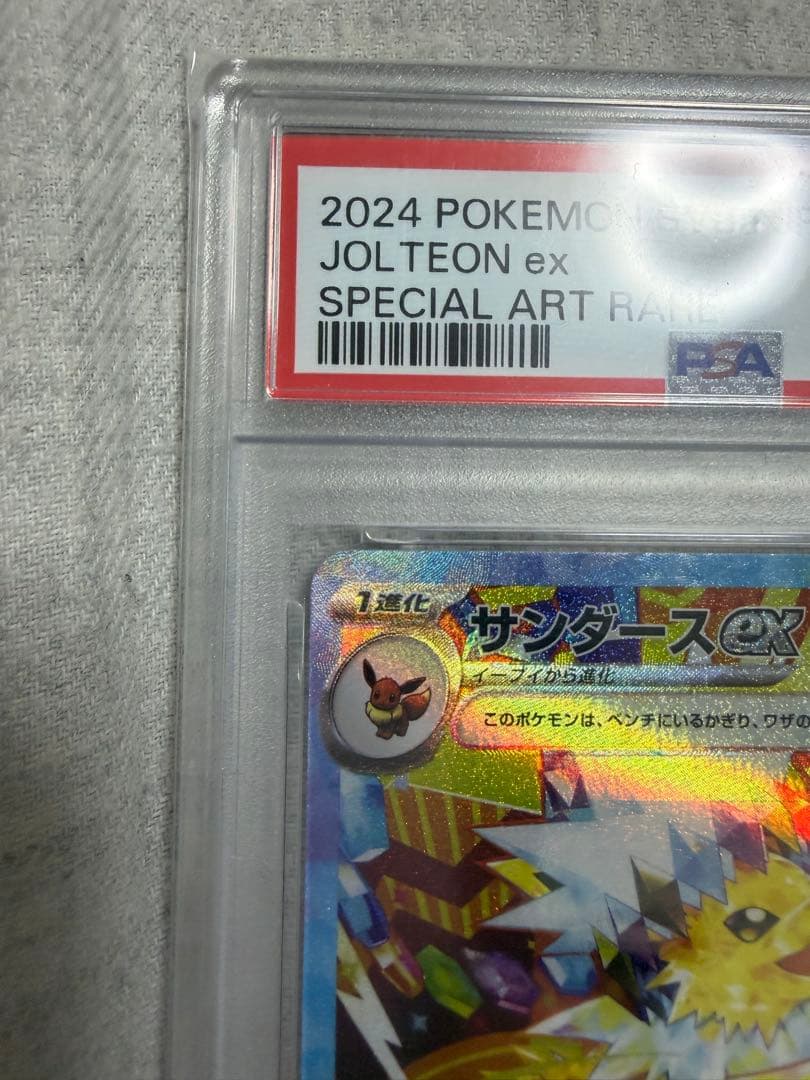 2024 POKEMON
JOLTEON ex
SPECIAL ART RARE
PSA
1進化
サンダースex
イーブイから進化
このポケモンは、ベンチにいるかぎり、ワザの